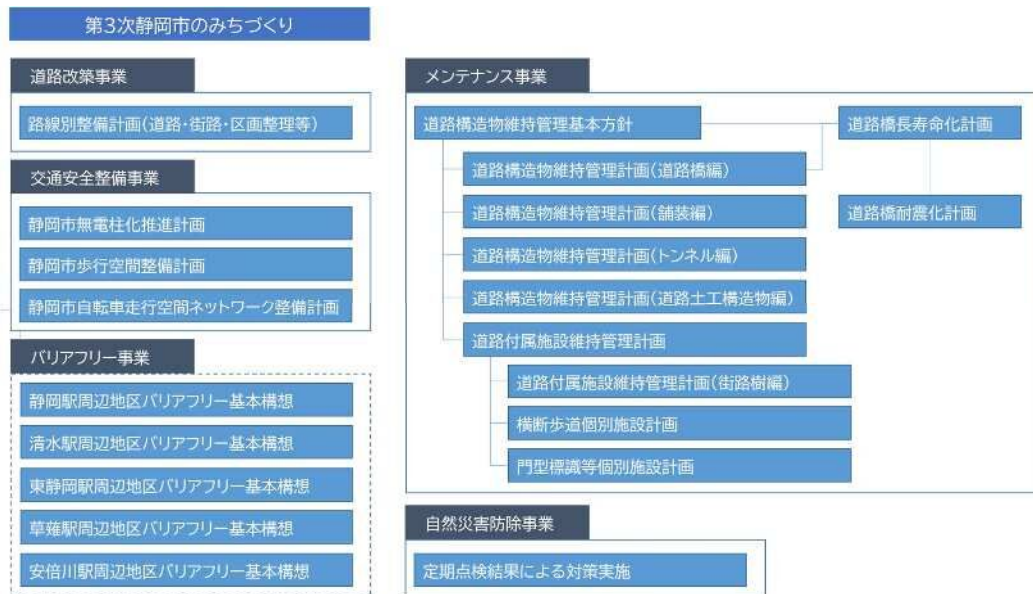 第3次静岡市のみちづくり
道路改築事業
路線別整備計画(道路・街路・区画整理等)
交通安全整備事業
静岡市無電柱化推進計画
静岡市歩行空間整備計画
静岡市自転車走行空間ネットワーク整備計画
バリアフリー事業
静岡駅周辺地区バリアフリー基本構想
清水駅周辺地区バリアフリー基本構想
東静岡駅周辺地区バリアフリー基本構想
草薙駅周辺地区バリアフリー基本構想
安倍川駅周辺地区バリアフリー基本構想
メンテナンス事業
道路構造物維持管理基本方針
道路橋長寿命化計画
道路構造物維持管理計画(道路橋編)
道路構造物維持管理計画(舗装編)
道路橋耐震化計画
道路構造物維持管理計画(トンネル編)
道路構造物維持管理計画(道路土工構造物編)
道路付属施設維持管理計画
道路付属施設維持管理計画(街路樹編)
横断歩道個別施設計画
門型標識等個別施設計画
自然災害防除事業
定期点検結果による対策実施